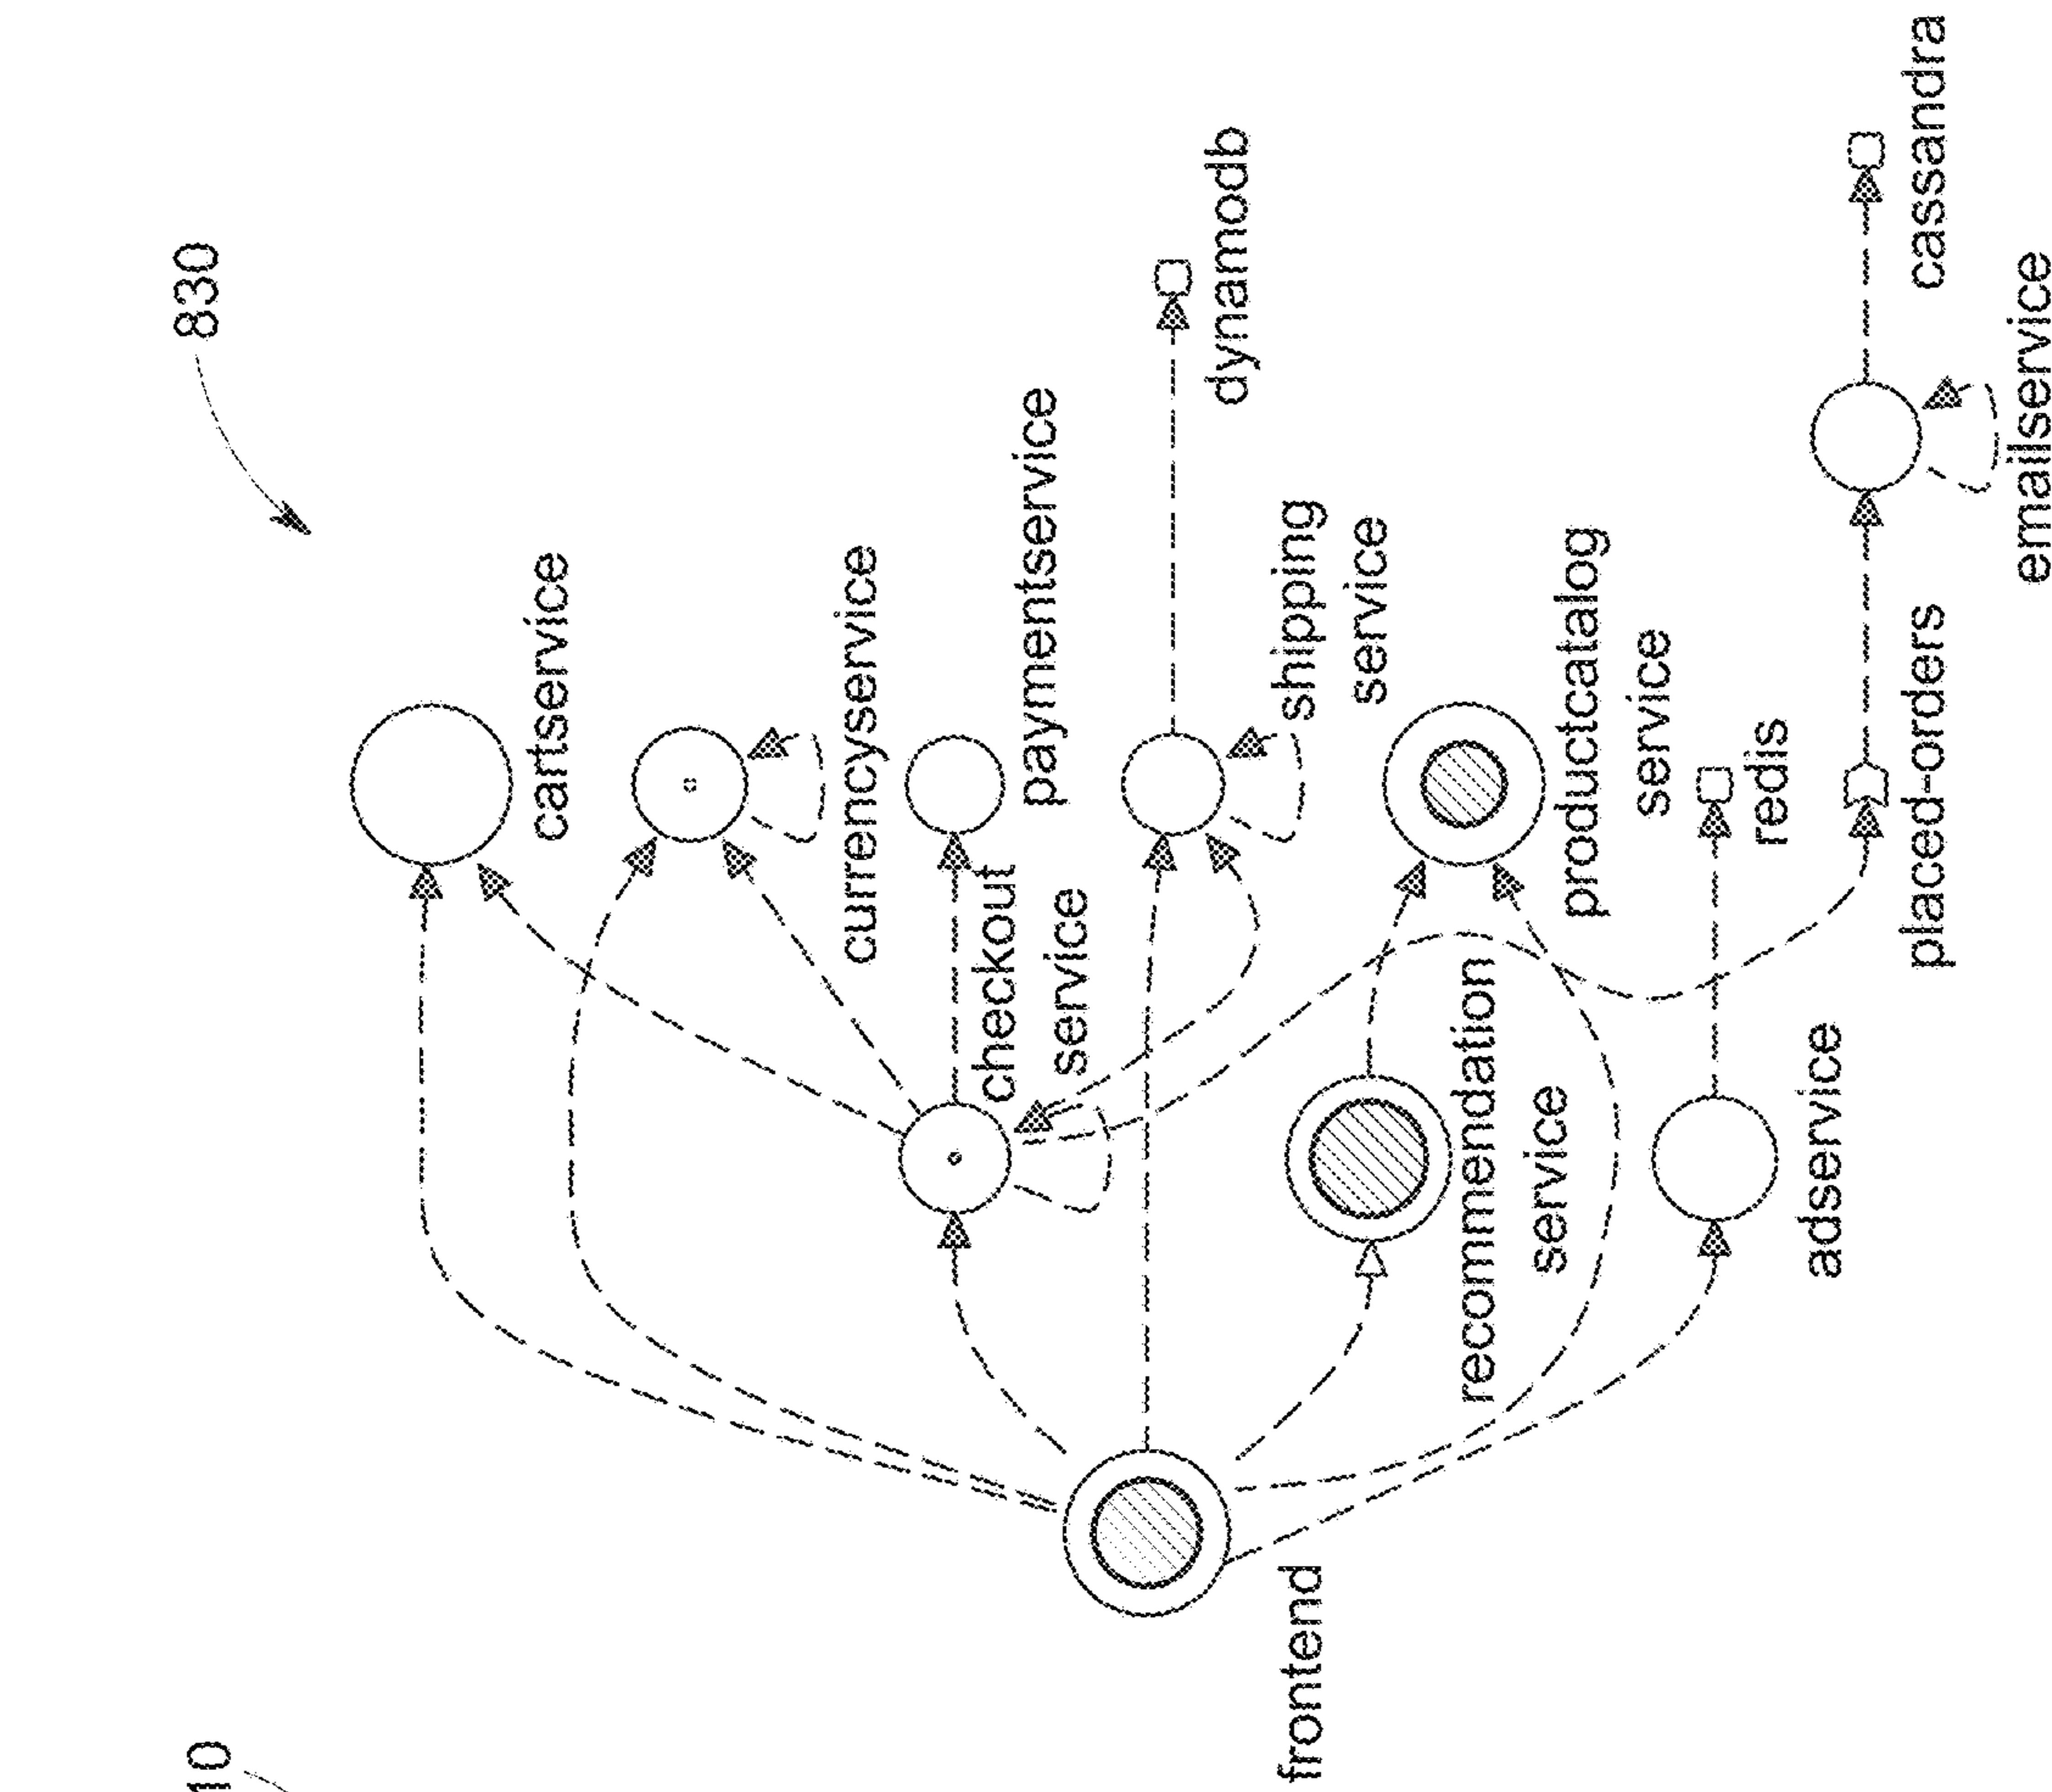 830
cartservice
currencyservice
paymentservice
checkout
service
dynamodb
shipping
service
productcatalog
service
recommendation
service
redis
adservice
placed-orders
emailservice
cassandra
frontend
10